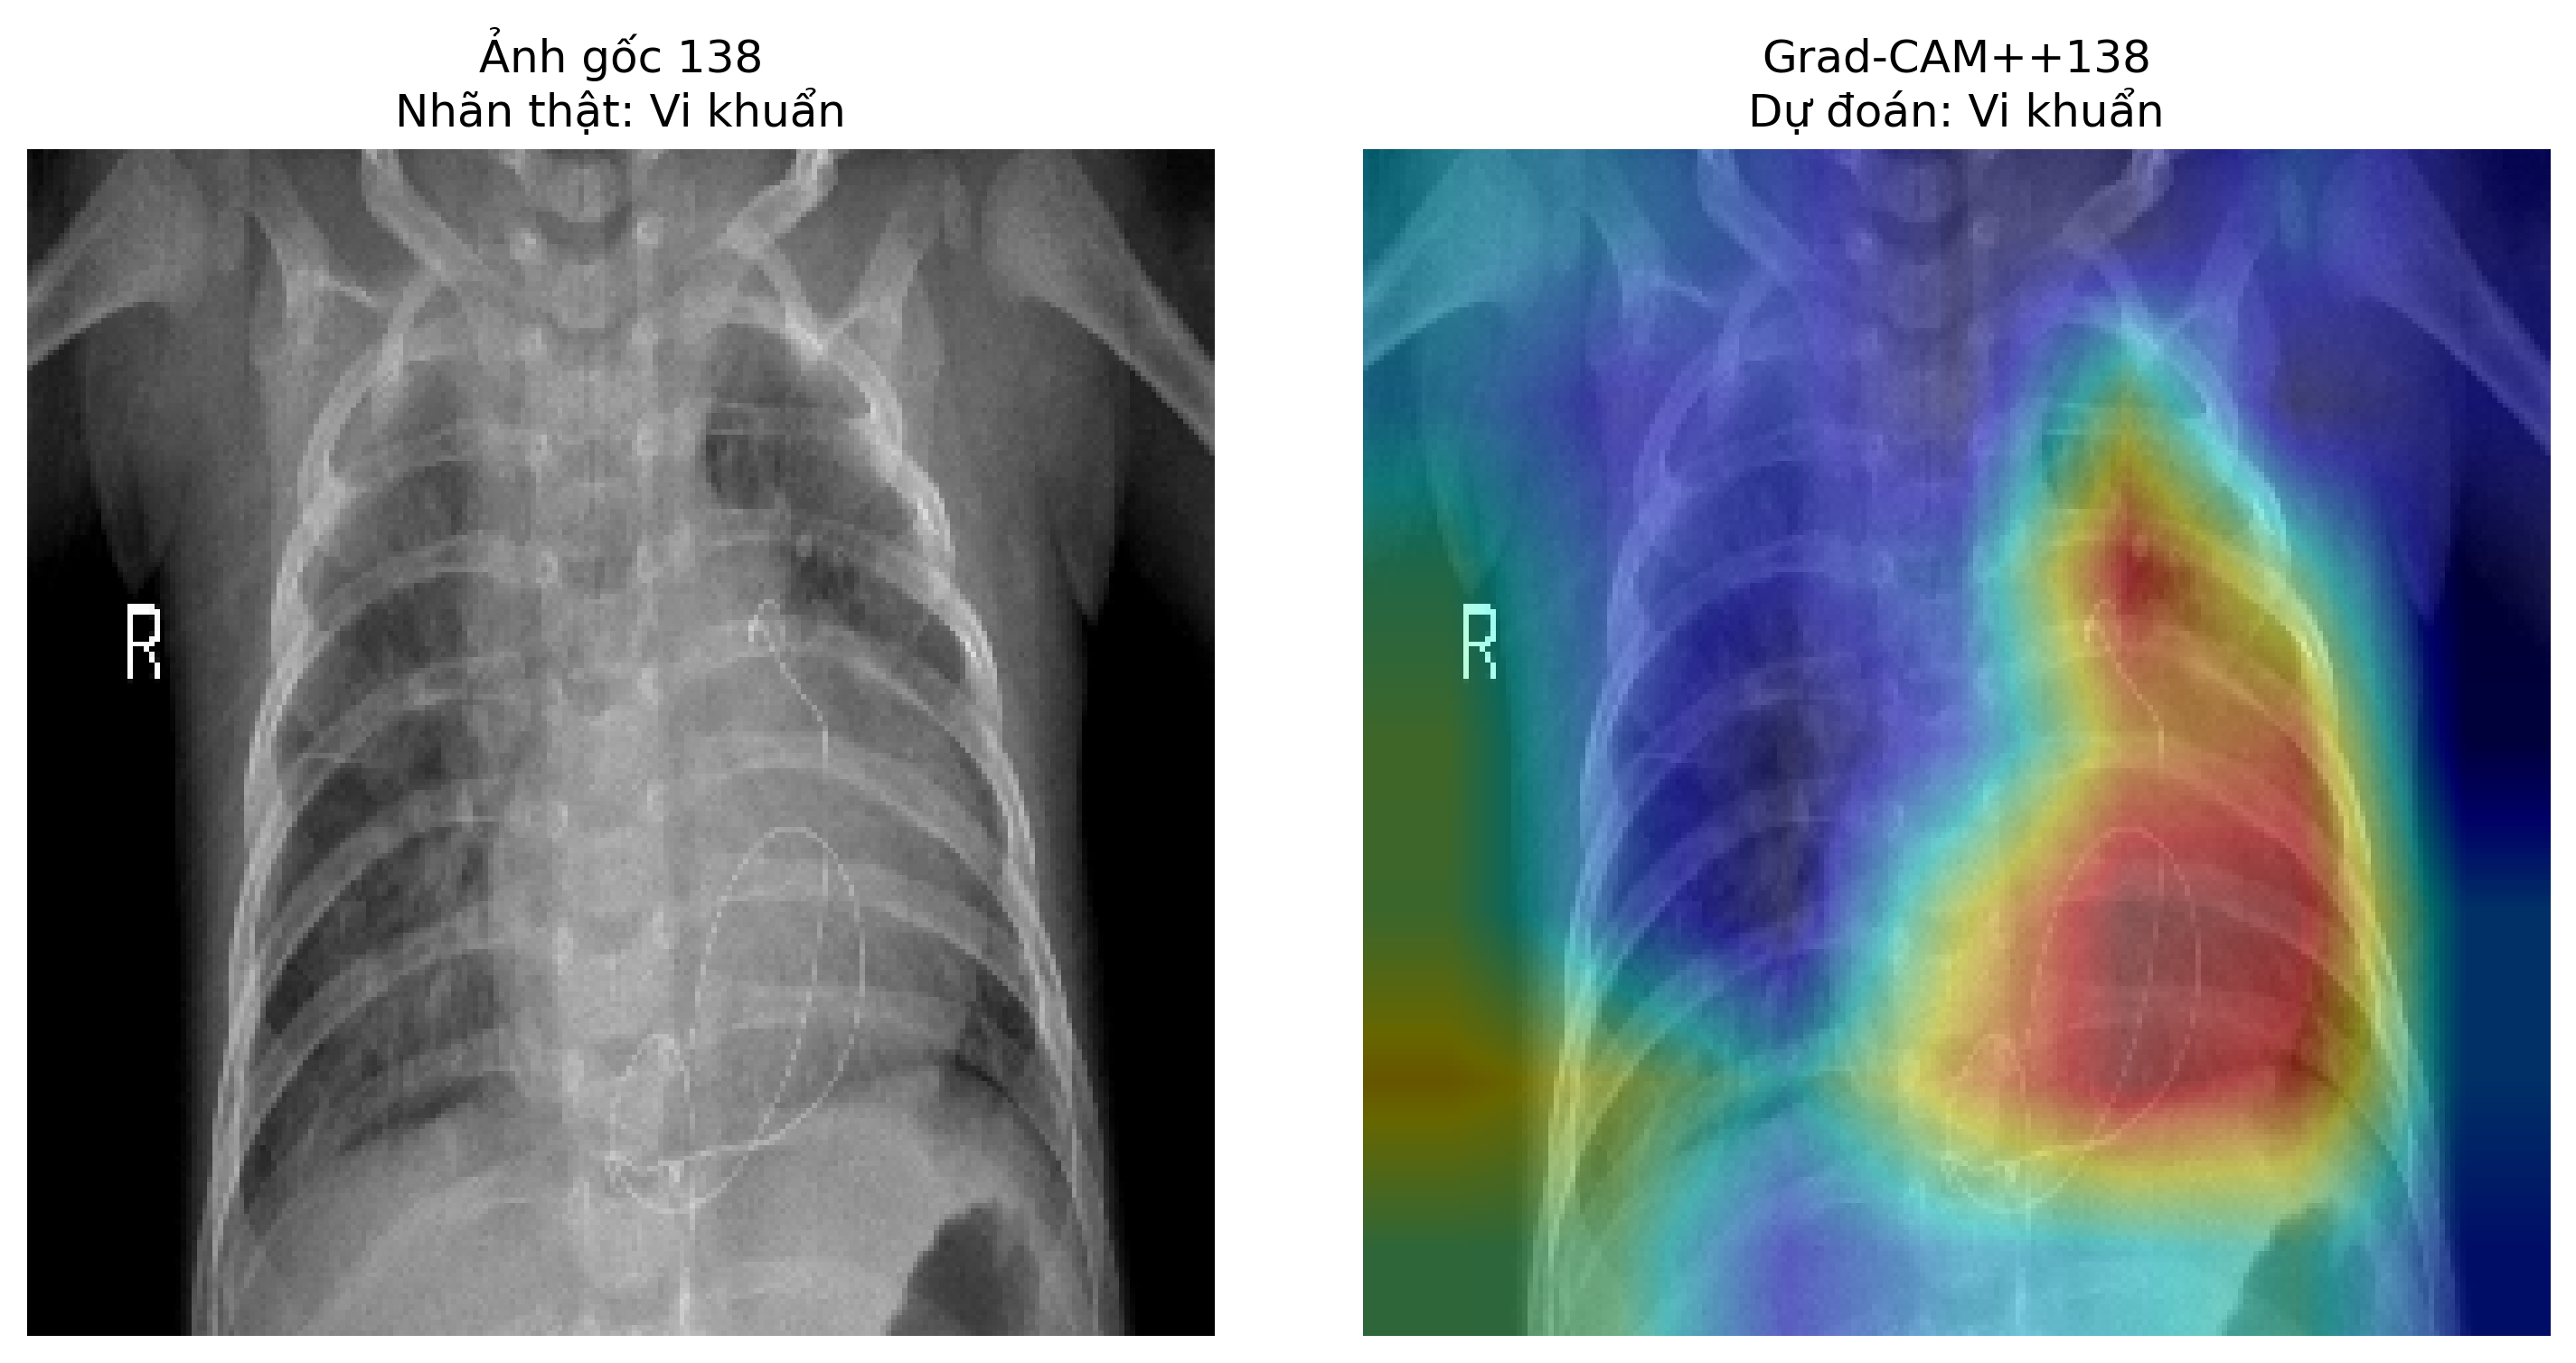 Ảnh gốc 138
Nhãn thật: Vi khuẩn
Grad-CAM++138
Dự đoán: Vi khuẩn
R
R